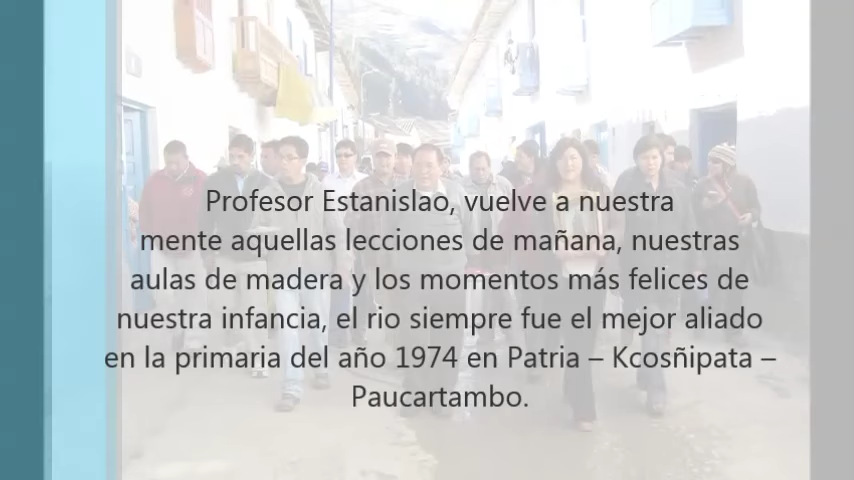 Profesor Estanislao, vuelve a nuestra
mente aquellas lecciones de mañana, nuestras
aulas de madera y los momentos más felices de
nuestra infancia, el rio siempre fue el mejor aliado
en la primaria del año 1974 en Patria – Kcosñipata –
Paucartambo.